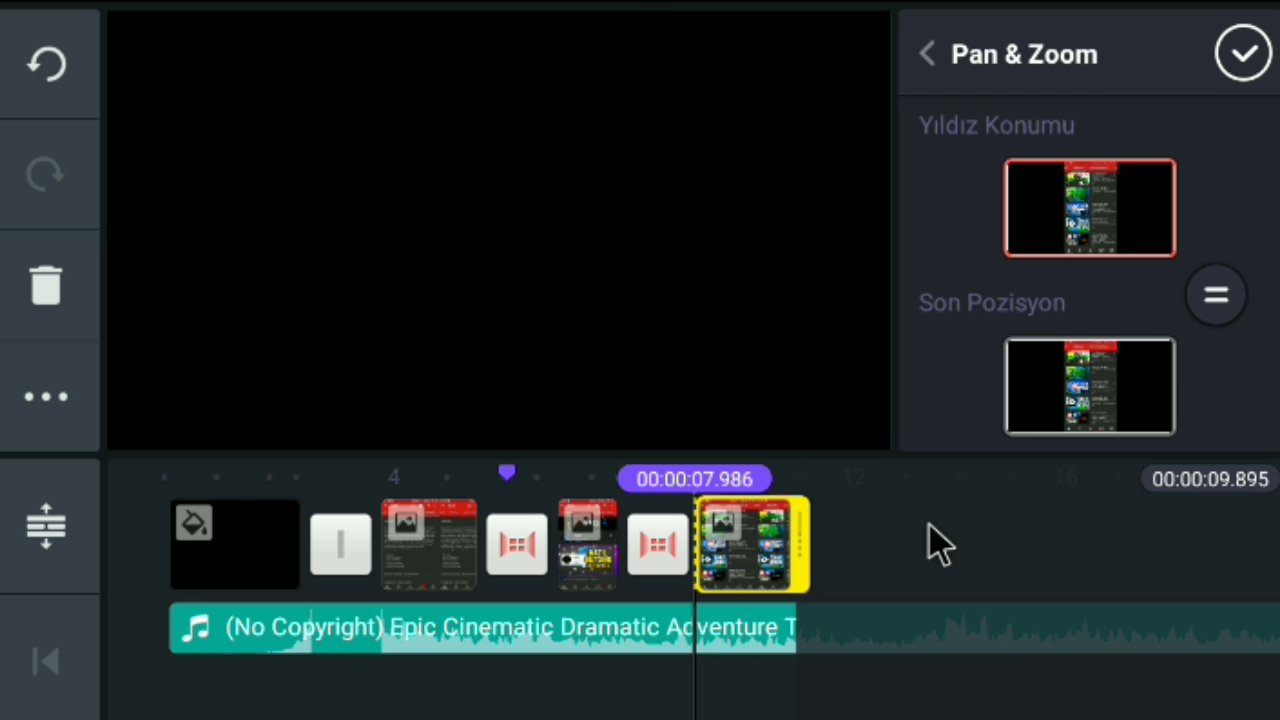 Pan & Zoom
Yıldız Konumu
Son Pozisyon
4
00:00:07.986
12
16
00:00:09.895
(No Copyright) Epic Cinematic Dramatic Adventure T